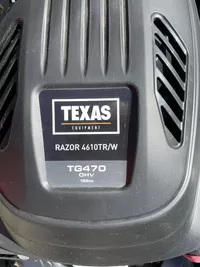 TEXAS
EQUIPMENT
RAZOR 4610TR/W
TG470
OHV